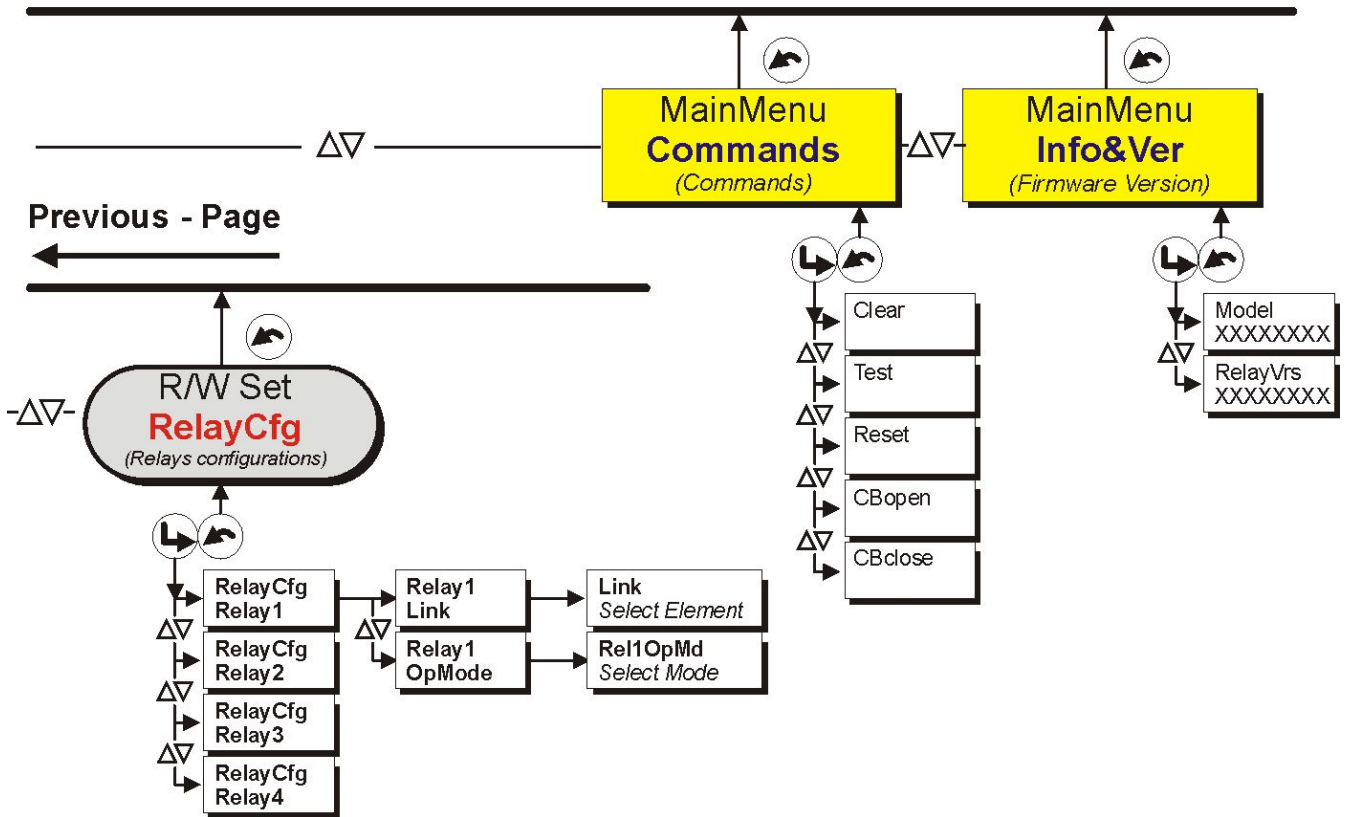 MainMenu
Commands
(Commands)
MainMenu
Info&Ver
(Firmware Version)
Previous - Page
Clear
Test
Reset
CBopen
CBclose
Model
XXXXXXXX
RelayVrs
XXXXXXXX
R/W Set
RelayCfg
(Relays configurations)
RelayCfg
Relay1
RelayCfg
Relay2
RelayCfg
Relay3
RelayCfg
Relay4
Relay1
Link
Relay1
OpMode
Link
Select Element
Rel1OpMd
Select Mode